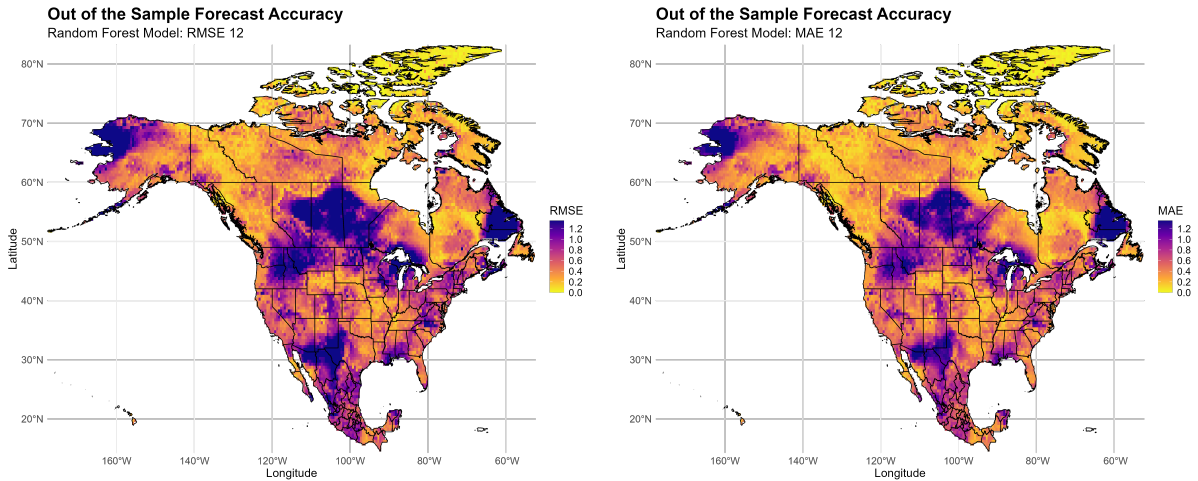 Out of the Sample Forecast Accuracy
Random Forest Model: RMSE 12
80°N
70°N
60°N
50°N
40°N
30°N
20°N
Latitude
160°W
140°W
120°W
100°W
80°W
60°W
Longitude
RMSE
1.2
1.0
0.8
0.6
0.4
0.2
0.0
Out of the Sample Forecast Accuracy
Random Forest Model: MAE 12
80°N
70°N
60°N
50°N
40°N
30°N
20°N
Latitude
160°W
140°W
120°W
100°W
80°W
60°W
Longitude
MAE
1.2
1.0
0.8
0.6
0.4
0.2
0.0